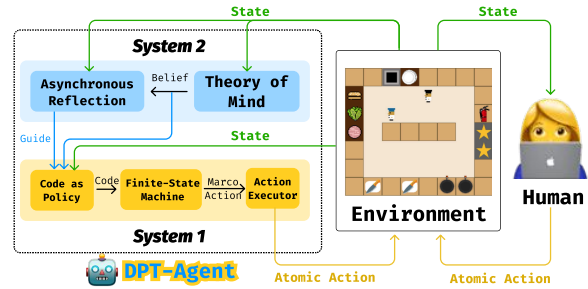 State
State
System 2
Asynchronous
Reflection
Belief
Theory of
Mind
Guide
State
Code as
Policy
Code
Finite-State
Machine
Marco
Action
Action
Executor
System 1
Environment
Human
DPT-Agent
Atomic Action
Atomic Action